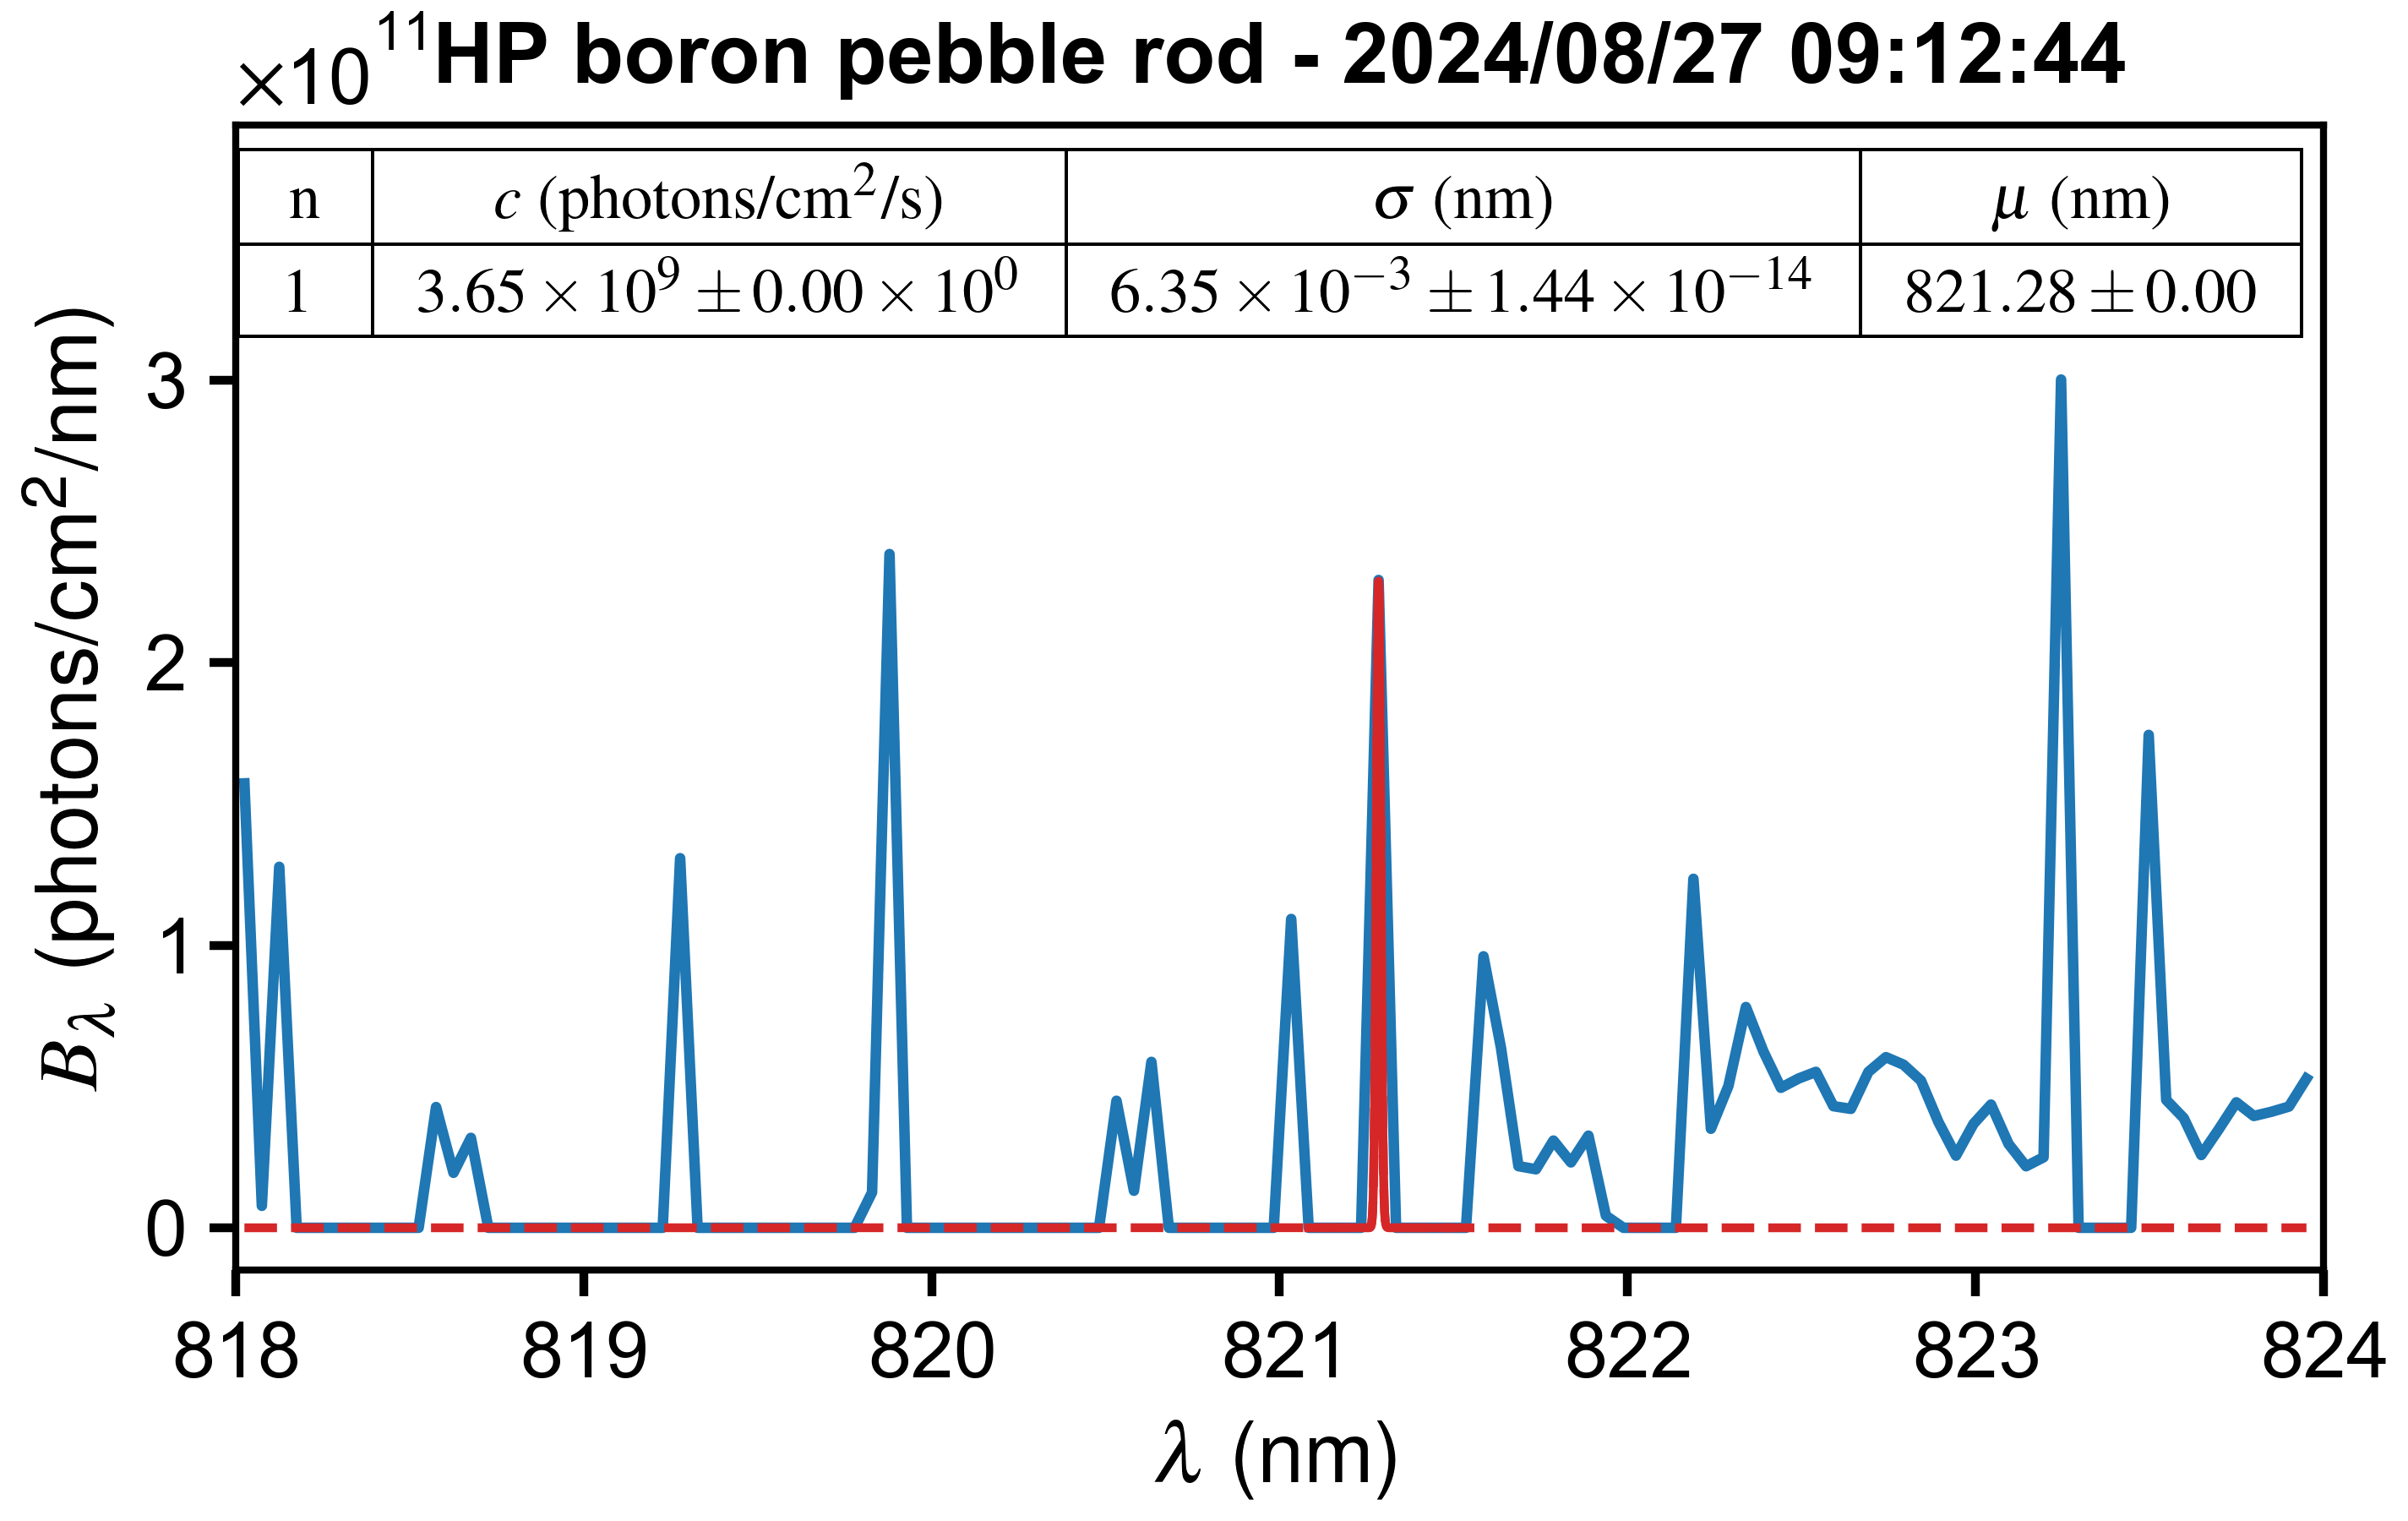 ×10¹¹HP boron pebble rod - 2024/08/27 09:12:44
n c (photons/cm²/s) σ (nm) μ (nm)
1 3.65 × 10⁹ ± 0.00 × 10⁰ 6.35 × 10⁻³ ± 1.44 × 10⁻¹⁴ 821.28 ± 0.00
B_λ (photons/cm²/nm)
3
2
1
0
818 819 820 821 822 823 824
λ (nm)